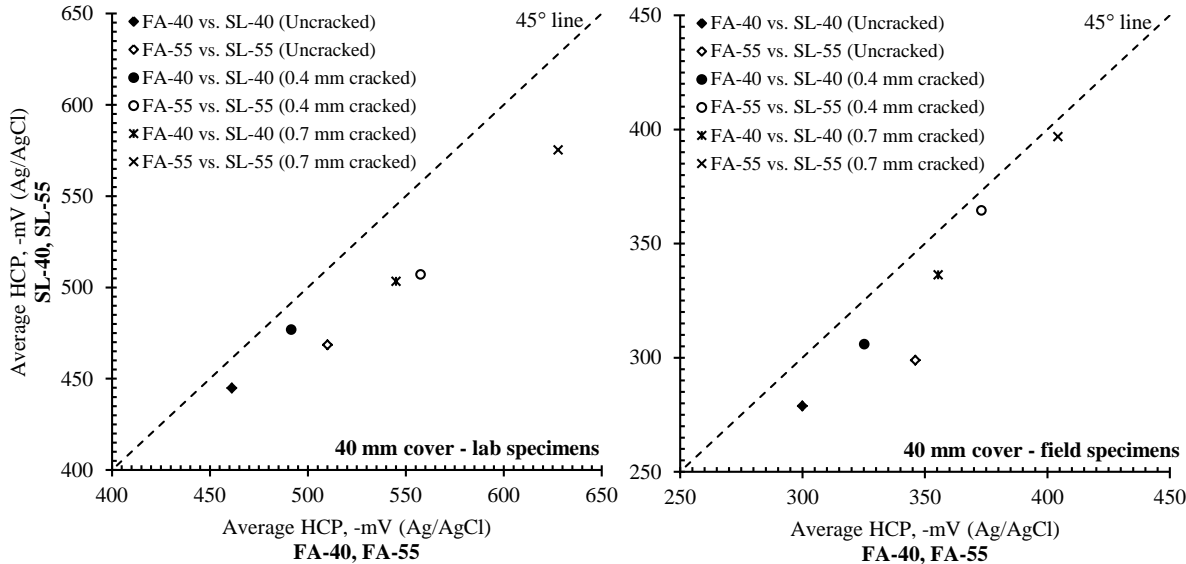 650
600
550
500
450
400
Average HCP, -mV (Ag/AgCl)
SL-40, SL-55
FA-40 vs. SL-40 (Uncracked)
FA-55 vs. SL-55 (Uncracked)
FA-40 vs. SL-40 (0.4 mm cracked)
FA-55 vs. SL-55 (0.4 mm cracked)
FA-40 vs. SL-40 (0.7 mm cracked)
FA-55 vs. SL-55 (0.7 mm cracked)
45° line
40 mm cover - lab specimens
400 450 500 550 600 650
Average HCP, -mV (Ag/AgCl)
FA-40, FA-55
450
400
350
300
250
FA-40 vs. SL-40 (Uncracked)
FA-55 vs. SL-55 (Uncracked)
FA-40 vs. SL-40 (0.4 mm cracked)
FA-55 vs. SL-55 (0.4 mm cracked)
FA-40 vs. SL-40 (0.7 mm cracked)
FA-55 vs. SL-55 (0.7 mm cracked)
45° line
40 mm cover - field specimens
250 300 350 400 450
Average HCP, -mV (Ag/AgCl)
FA-40, FA-55